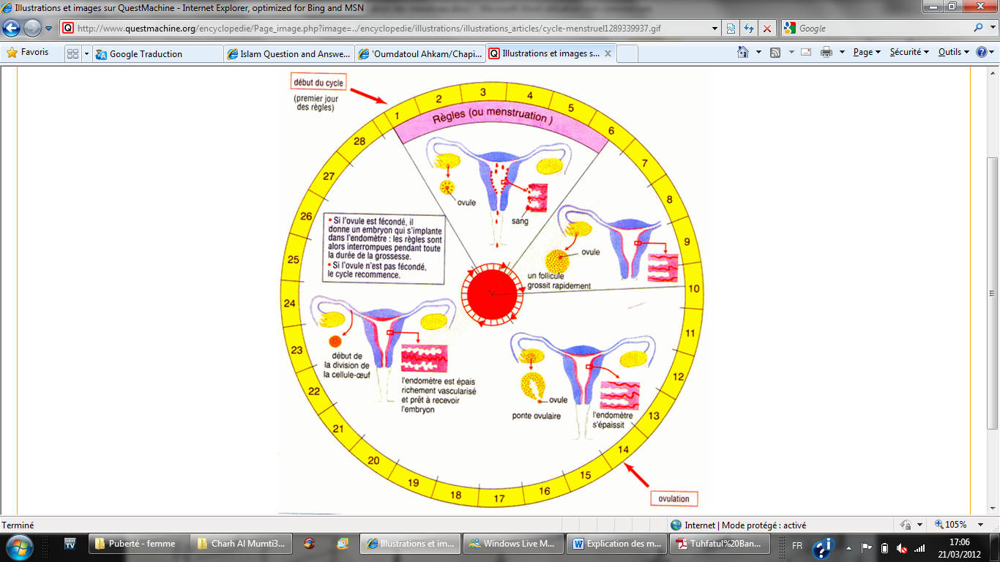 Illustrations et images sur QuestMachine - Internet Explorer, optimized for Bing and MSN
http://www.questmachine.org/encyclopedie/Page_image.php?image=../encyclopedie/illustrations/illustrations_articles/cycle-menstruel1289339937.gif
Google
Favoris
Google Traduction
Islam Question and Answe...
'Oumdatoul Ahkam/Chapi...
Illustrations et images s...
Page
Sécurité
Outils
début du cycle
(premier jour
des règles)
1
2
3
4
5
6
7
8
9
10
11
12
13
14
15
16
17
18
19
20
21
22
23
24
25
26
27
28
Règles (ou menstruation )
ovule
sang
ovule
un follicule
grossit rapidement
• Si l'ovule est fécondé, il
donne un embryon qui s'implante
dans l'endomètre : les règles sont
alors interrompues pendant toute
la durée de la grossesse.
• Si l'ovule n'est pas fécondé,
le cycle recommence.
début de
la division de
la cellule-œuf
l'endomètre est épais
richement vascularisé
et prêt à recevoir
l'embryon
ovule
ponte ovulaire
l'endomètre
s'épaissit
ovulation
Terminé
Internet | Mode protégé : activé
105%
TV
Puberté - femme
Charh Al Mumti3...
Illustrations et im...
Windows Live M...
Explication des m...
Tuhfatul%20Ban...
FR
17:06
21/03/2012